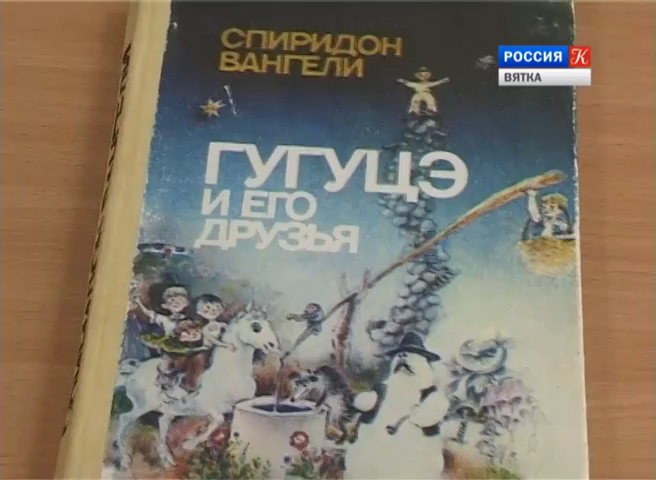 СПИРИДОН
ВАНГЕЛИ
РОССИЯ К
ВЯТКА
ГУГУЦЭ
И ЕГО
ДРУЗЬЯ